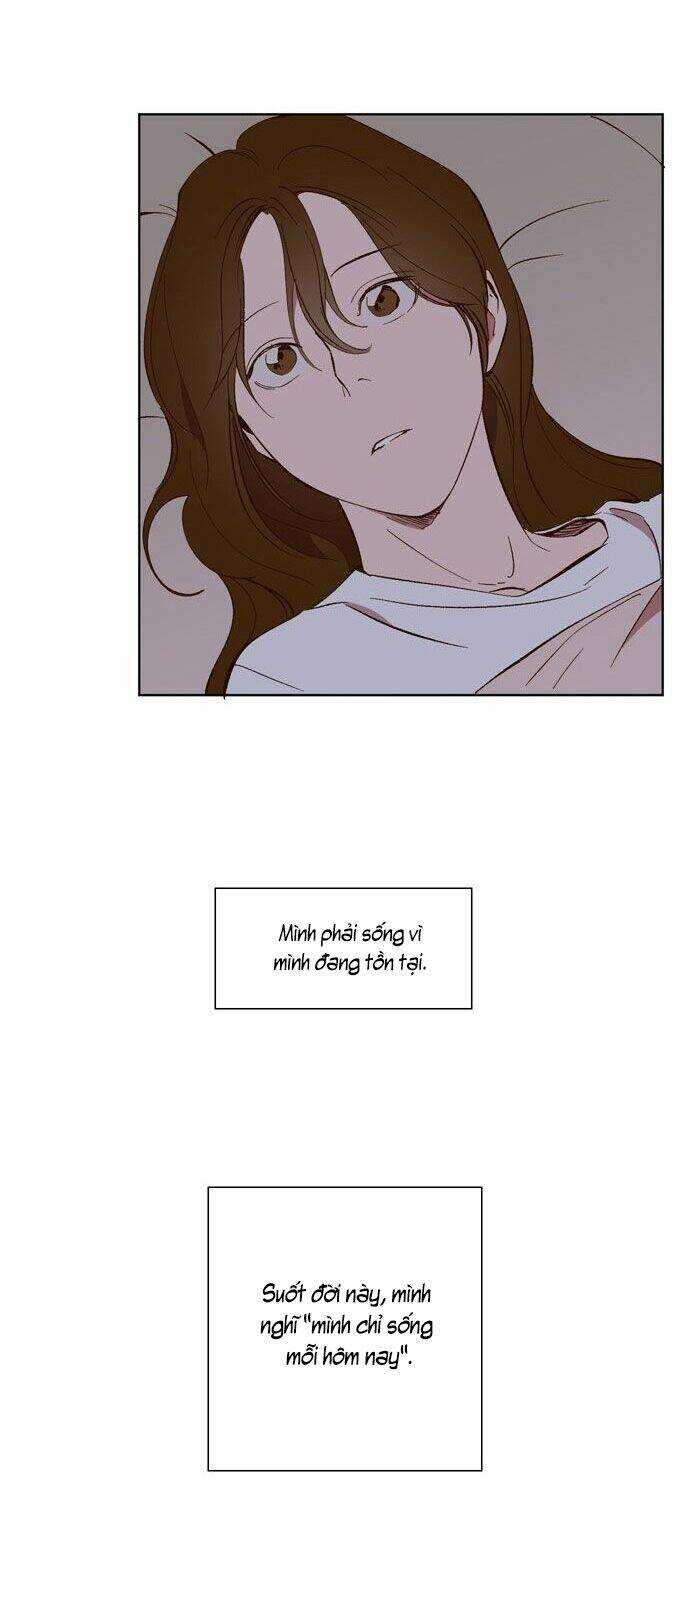 Mình phải sống vì
mình đang tồn tại.
Suốt đời này, mình
nghĩ "mình chỉ sống
mỗi hôm nay".